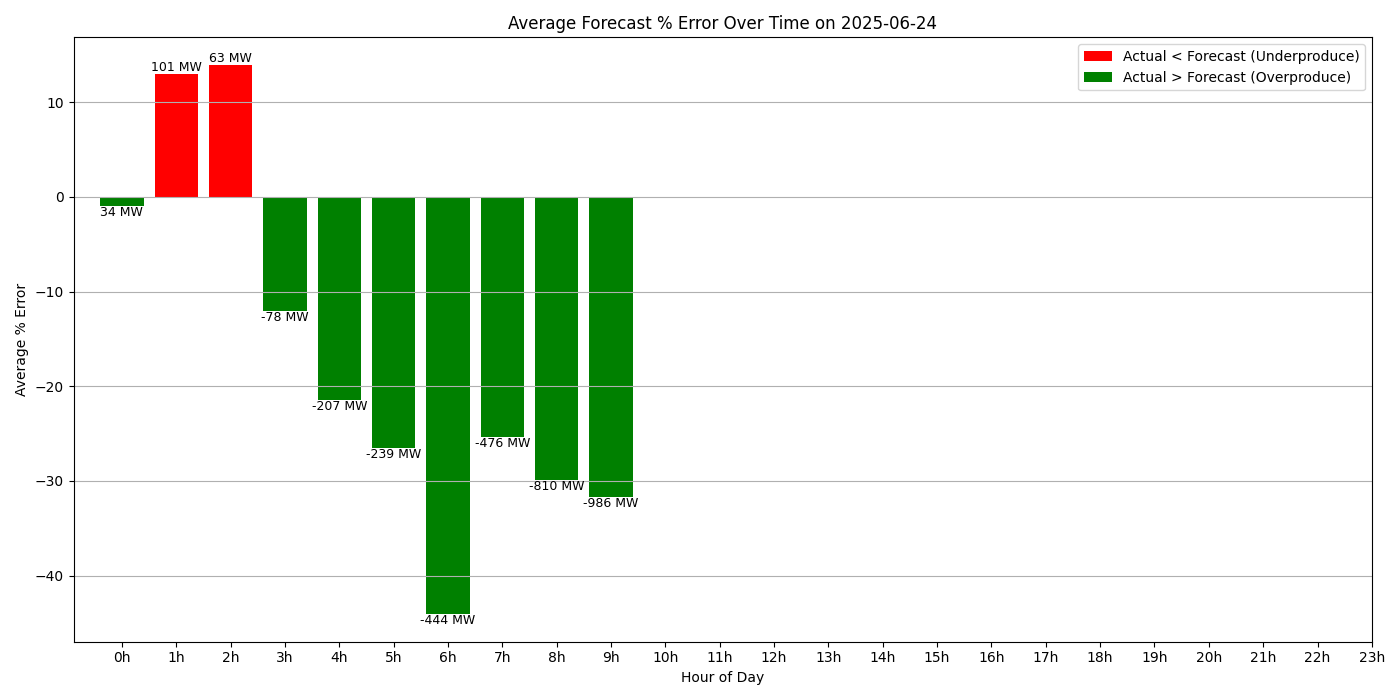 Average Forecast % Error Over Time on 2025-06-24
Actual < Forecast (Underproduce)
Actual > Forecast (Overproduce)
Average % Error
10
0
−10
−20
−30
−40
34 MW
101 MW
63 MW
-78 MW
-207 MW
-239 MW
-444 MW
-476 MW
-810 MW
-986 MW
0h 1h 2h 3h 4h 5h 6h 7h 8h 9h 10h 11h 12h 13h 14h 15h 16h 17h 18h 19h 20h 21h 22h 23h
Hour of Day